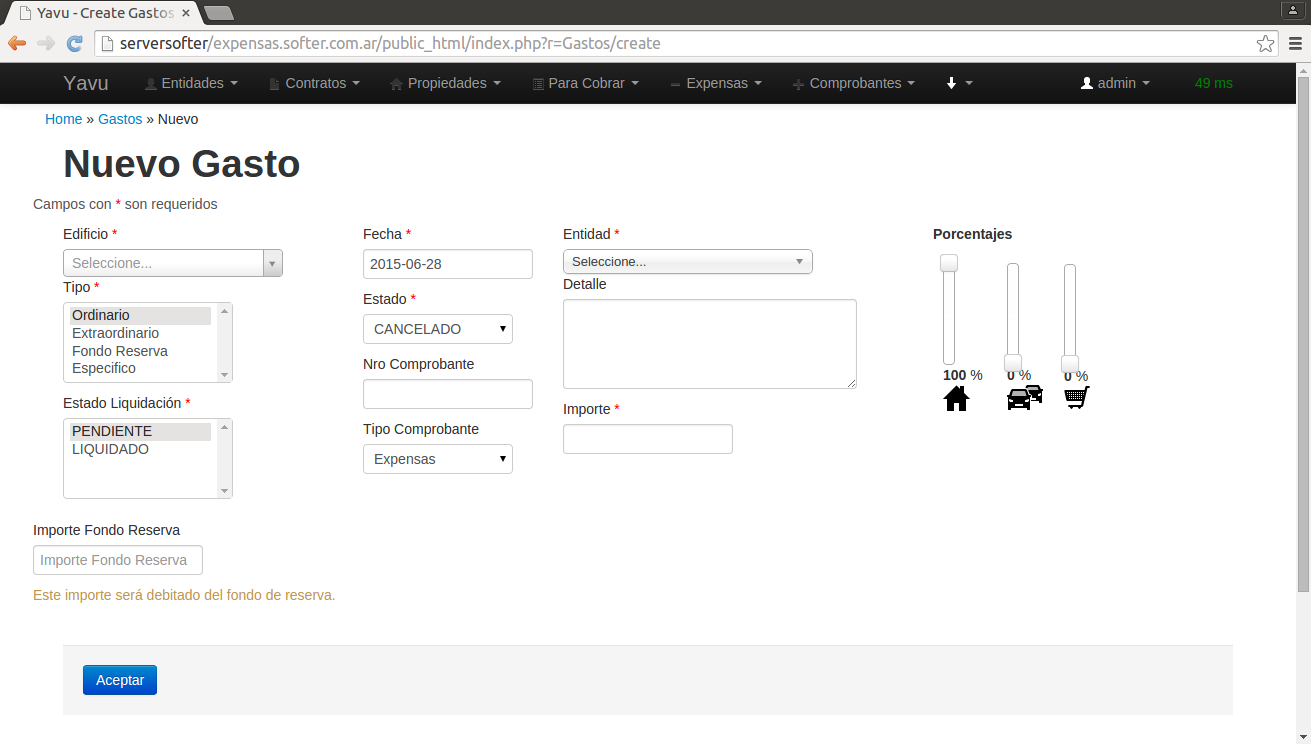 Yavu - Create Gastos
serversofter/expensas.softer.com.ar/public_html/index.php?r=Gastos/create
Yavu Entidades Contratos Propiedades Para Cobrar Expensas Comprobantes admin 49 ms
Home » Gastos » Nuevo
Nuevo Gasto
Campos con * son requeridos
Edificio *
Seleccione...
Tipo *
Ordinario
Extraordinario
Fondo Reserva
Especifico
Estado Liquidación *
PENDIENTE
LIQUIDADO
Fecha *
2015-06-28
Estado *
CANCELADO
Nro Comprobante
Tipo Comprobante
Expensas
Entidad *
Seleccione...
Detalle
Importe *
Porcentajes
100 % 0 % 0 %
Importe Fondo Reserva
Importe Fondo Reserva
Este importe será debitado del fondo de reserva.
Aceptar